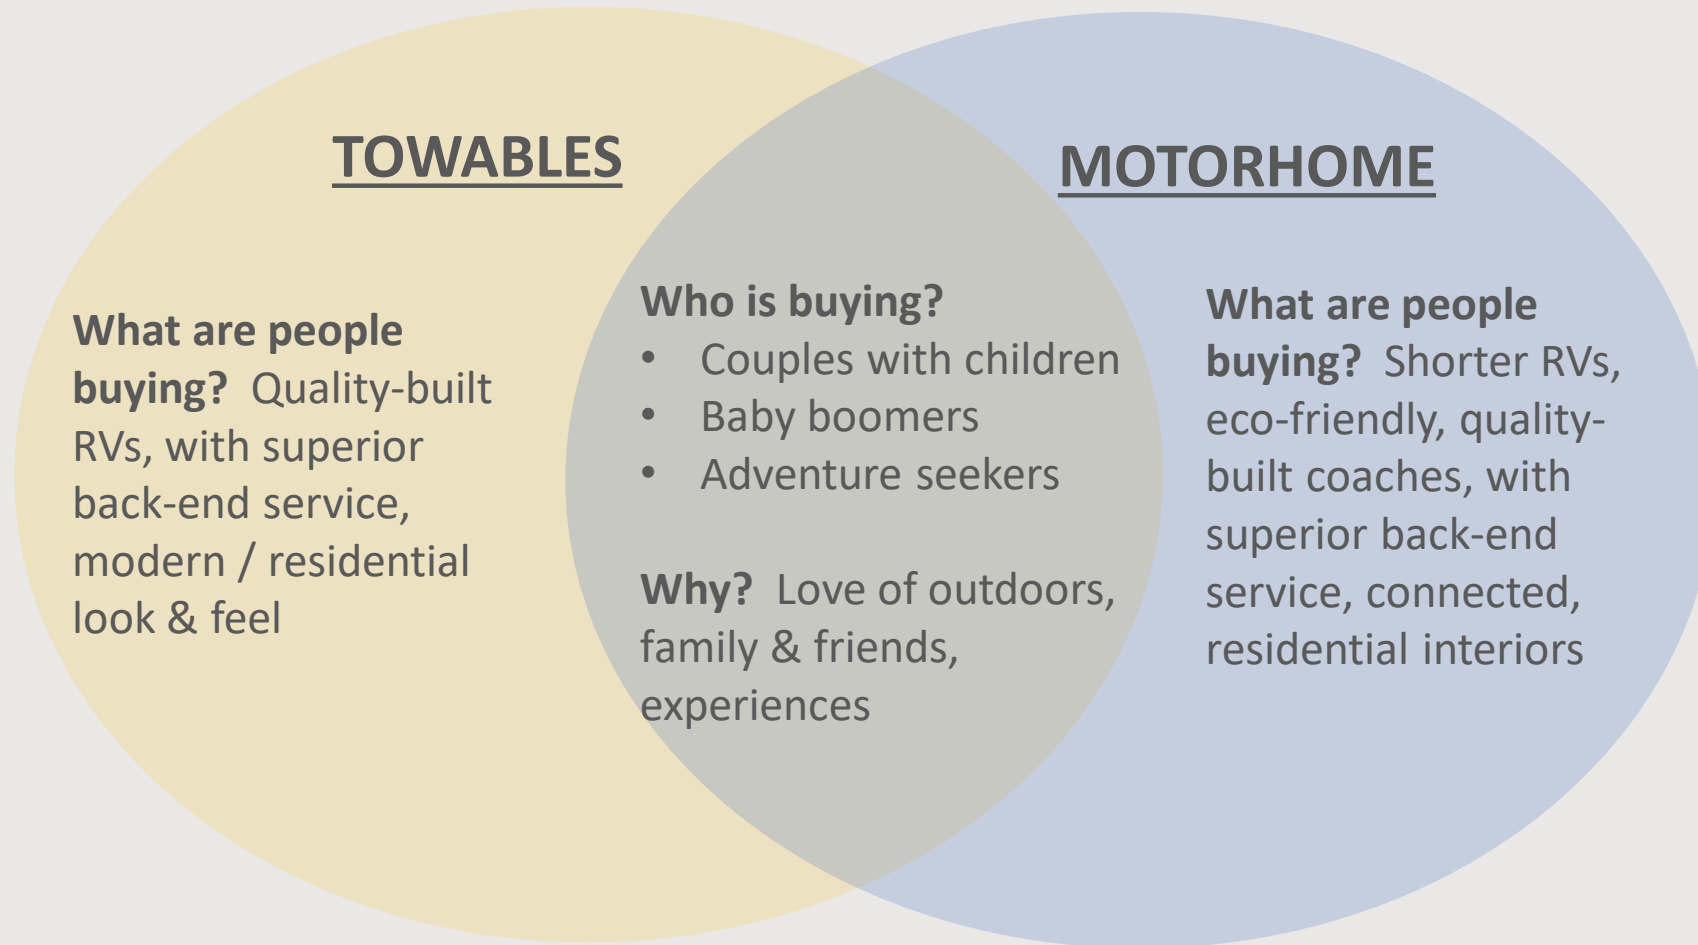 TOWABLES
What are people
buying?  Quality-built
RVs, with superior
back-end service,
modern / residential
look & feel
Who is buying?
• Couples with children
• Baby boomers
• Adventure seekers
Why?  Love of outdoors,
family & friends,
experiences
MOTORHOME
What are people
buying?  Shorter RVs,
eco-friendly, quality-
built coaches, with
superior back-end
service, connected,
residential interiors